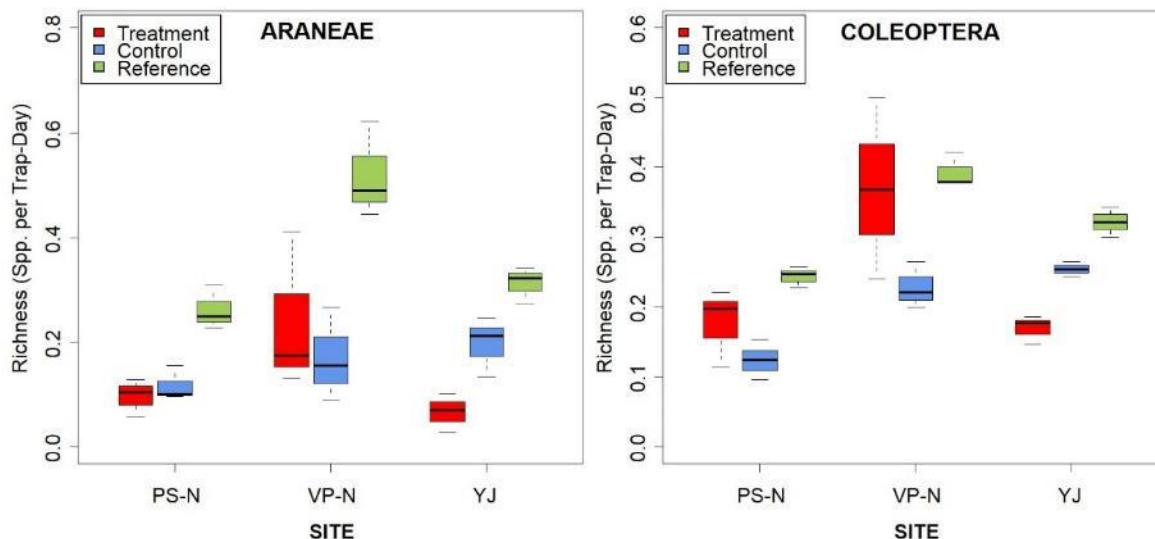 ARANEAE
Treatment
Control
Reference
Richness (Spp. per Trap-Day)
0.8
0.6
0.4
0.2
0.0
PS-N VP-N YJ
SITE
COLEOPTERA
Treatment
Control
Reference
Richness (Spp. per Trap-Day)
0.6
0.5
0.4
0.3
0.2
0.1
0.0
PS-N VP-N YJ
SITE